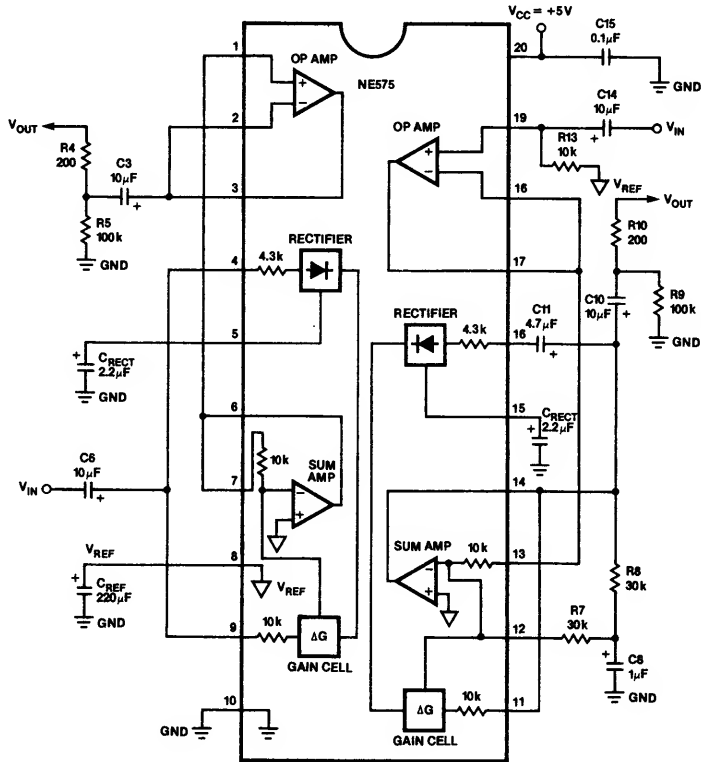 VCC = +5V
C15
0.1µF
GND
1
OP AMP
+
−
NE575
20
2
3
VOUT
R4
200
C3
10µF
+
R5
100k
GND
OP AMP
+
−
19
C14
10µF
+
VIN
R13
10k
VREF
16
17
VOUT
R10
200
C10
10µF
+
R9
100k
GND
4
4.3k
RECTIFIER
5
+
CRECT
2.2µF
GND
RECTIFIER
4.3k
16
C11
4.7µF
+
15
CRECT
+
2.2µF
GND
6
7
10k
SUM
AMP
−
+
C6
10µF
VIN
+
14
SUM AMP
−
+
10k
13
R8
30k
VREF
8
VREF
+
CREF
220µF
GND
9
10k
ΔG
GAIN CELL
12
R7
30k
+
C8
1µF
GND
10
GND
ΔG
10k
11
GAIN CELL